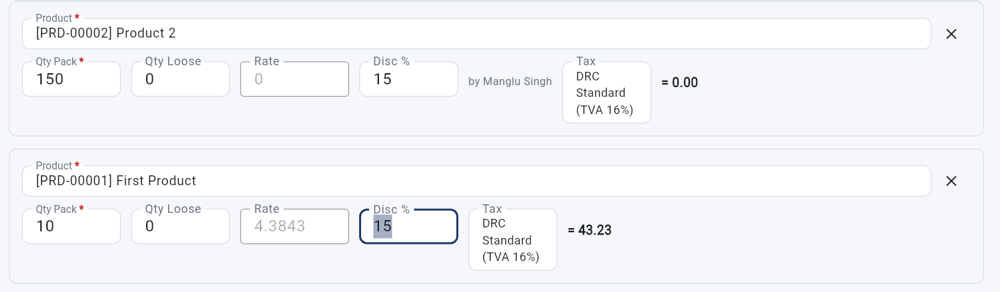 Product *
[PRD-00002] Product 2
Qty Pack * Qty Loose Rate Disc % Tax
150 0 0 15 by Manglu Singh DRC Standard (TVA 16%) = 0.00
Product *
[PRD-00001] First Product
Qty Pack * Qty Loose Rate Disc % Tax
10 0 4.3843 15 DRC Standard (TVA 16%) = 43.23